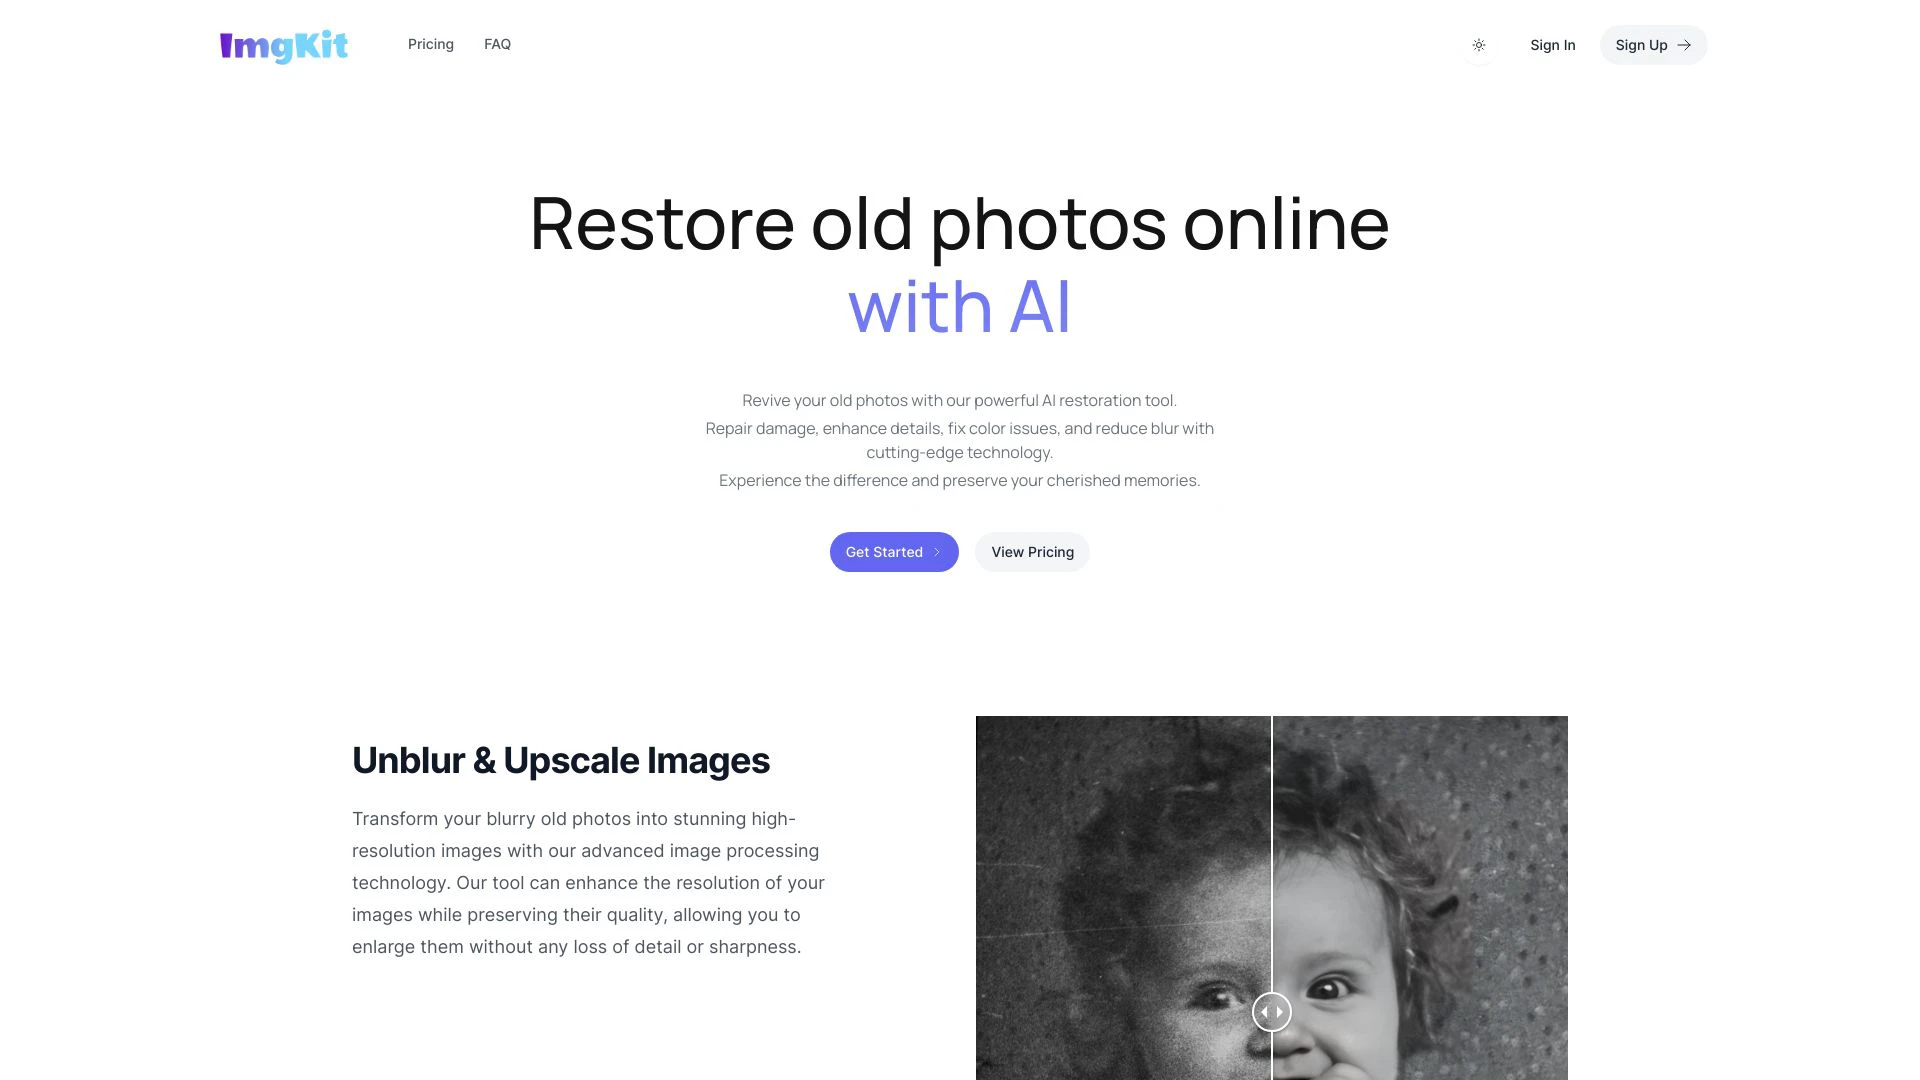 ImgKit
Pricing
FAQ
Sign In
Sign Up
Restore old photos online
with AI
Revive your old photos with our powerful AI restoration tool.
Repair damage, enhance details, fix color issues, and reduce blur with
cutting-edge technology.
Experience the difference and preserve your cherished memories.
Get Started
View Pricing
Unblur & Upscale Images
Transform your blurry old photos into stunning high-
resolution images with our advanced image processing
technology. Our tool can enhance the resolution of your
images while preserving their quality, allowing you to
enlarge them without any loss of detail or sharpness.